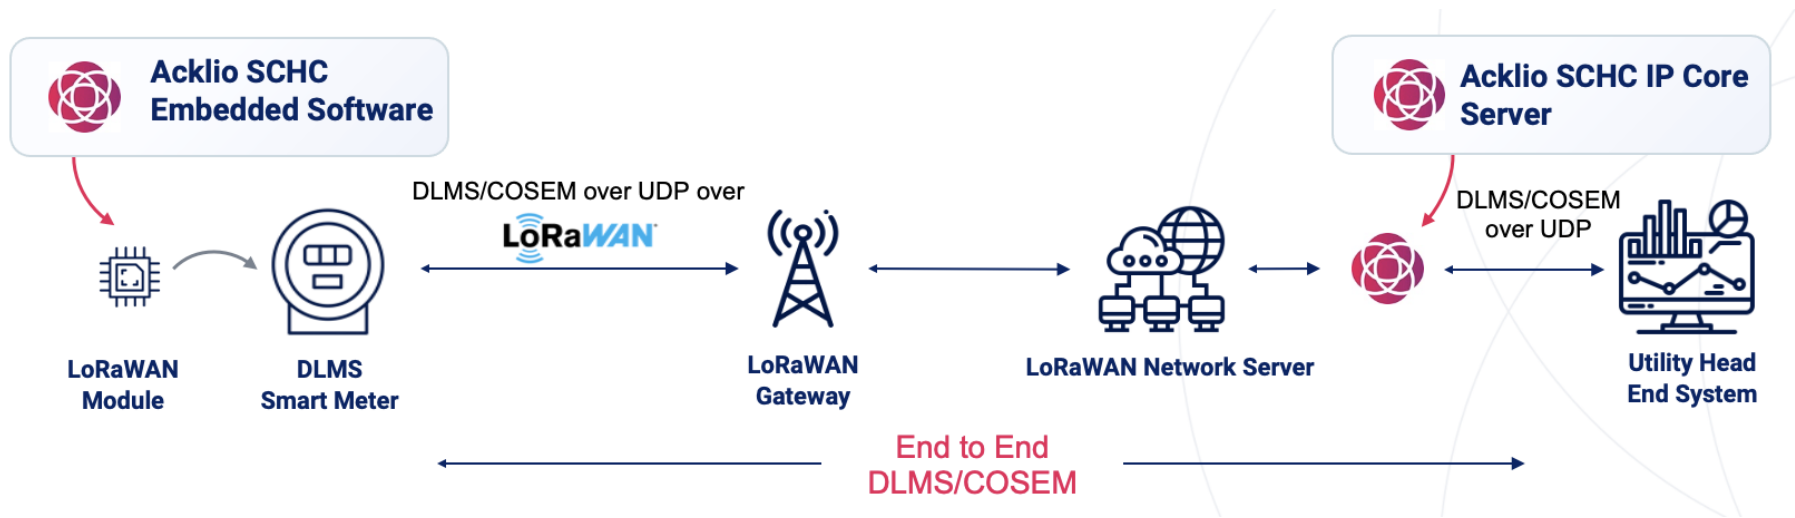 Acklio SCHC
Embedded Software
Acklio SCHC IP Core
Server
DLMS/COSEM over UDP over
LoRaWAN
DLMS/COSEM
over UDP
LoRaWAN
Module
DLMS
Smart Meter
LoRaWAN
Gateway
LoRaWAN Network Server
Utility Head
End System
End to End
DLMS/COSEM